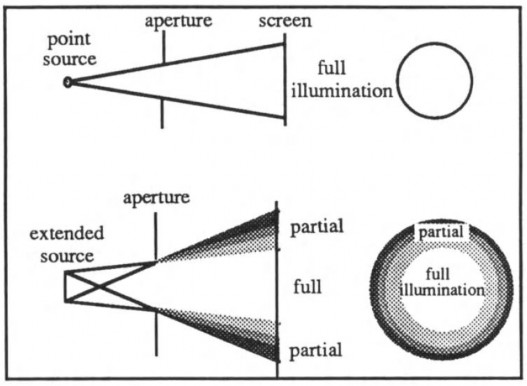 aperture
screen
point
source
full
illumination
aperture
extended
source
partial
full
partial
partial
full
illumination